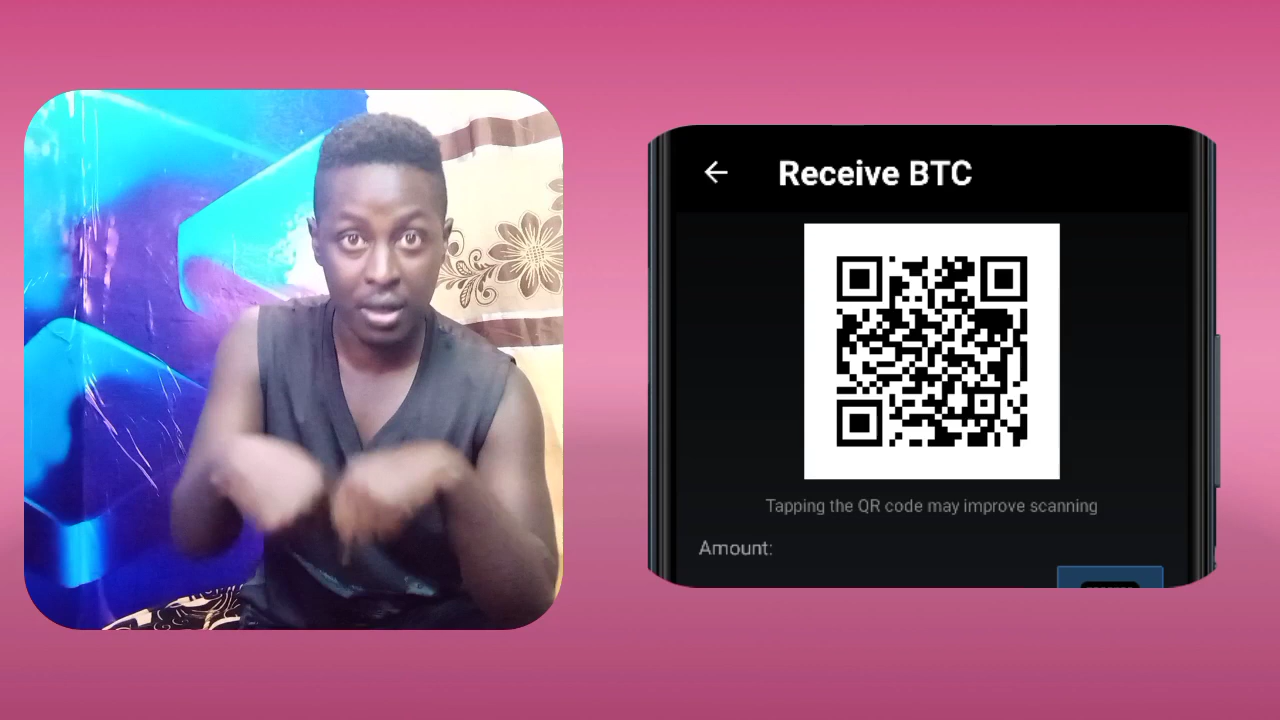 Receive BTC
Tapping the QR code may improve scanning
Amount: